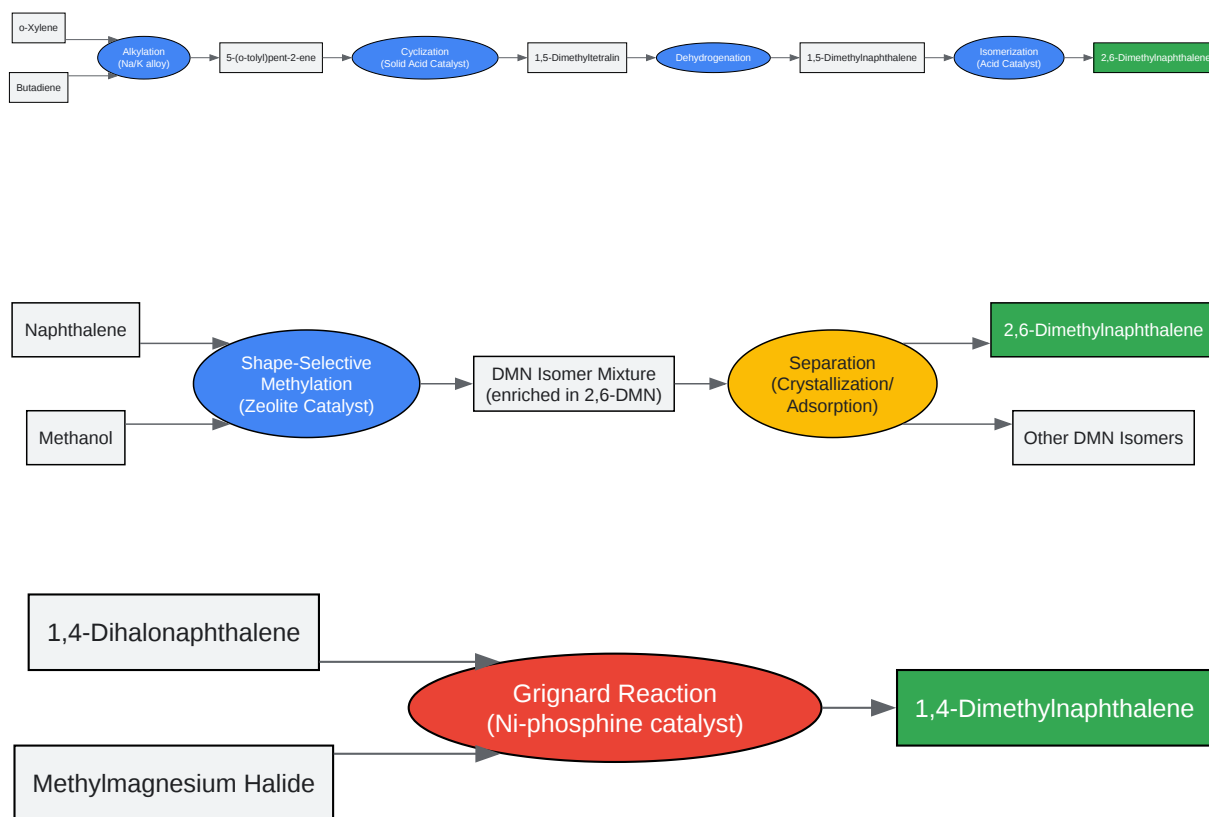 o-Xylene
Butadiene
Alkylation
(Na/K alloy)
5-(o-tolyl)pent-2-ene
Cyclization
(Solid Acid Catalyst)
1,5-Dimethyltetralin
Dehydrogenation
1,5-Dimethylnaphthalene
Isomerization
(Acid Catalyst)
2,6-Dimethylnaphthalene
Naphthalene
Methanol
Shape-Selective
Methylation
(Zeolite Catalyst)
DMN Isomer Mixture
(enriched in 2,6-DMN)
Separation
(Crystallization/
Adsorption)
2,6-Dimethylnaphthalene
Other DMN Isomers
1,4-Dihalonaphthalene
Methylmagnesium Halide
Grignard Reaction
(Ni-phosphine catalyst)
1,4-Dimethylnaphthalene